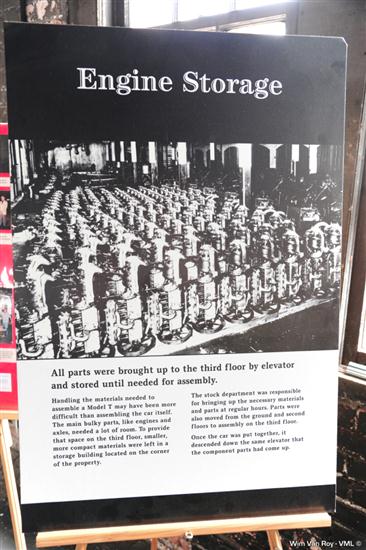 Engine Storage
All parts were brought up to the third floor by elevator
and stored until needed for assembly.
Handling the materials needed to
assemble a Model T may have been more
difficult than assembling the car itself.
The main bulky parts, like engines and
axles, needed a lot of room. To provide
that space on the third floor, smaller,
more compact materials were left in a
storage building located on the corner
of the property.
The stock department was responsible
for bringing up the necessary materials
and parts at regular hours. Parts were
also moved from the ground and second
floors to assembly on the third floor.
Once the car was put together, it
descended down the same elevator that
the component parts had come up.
Wim Van Roy - VML ©